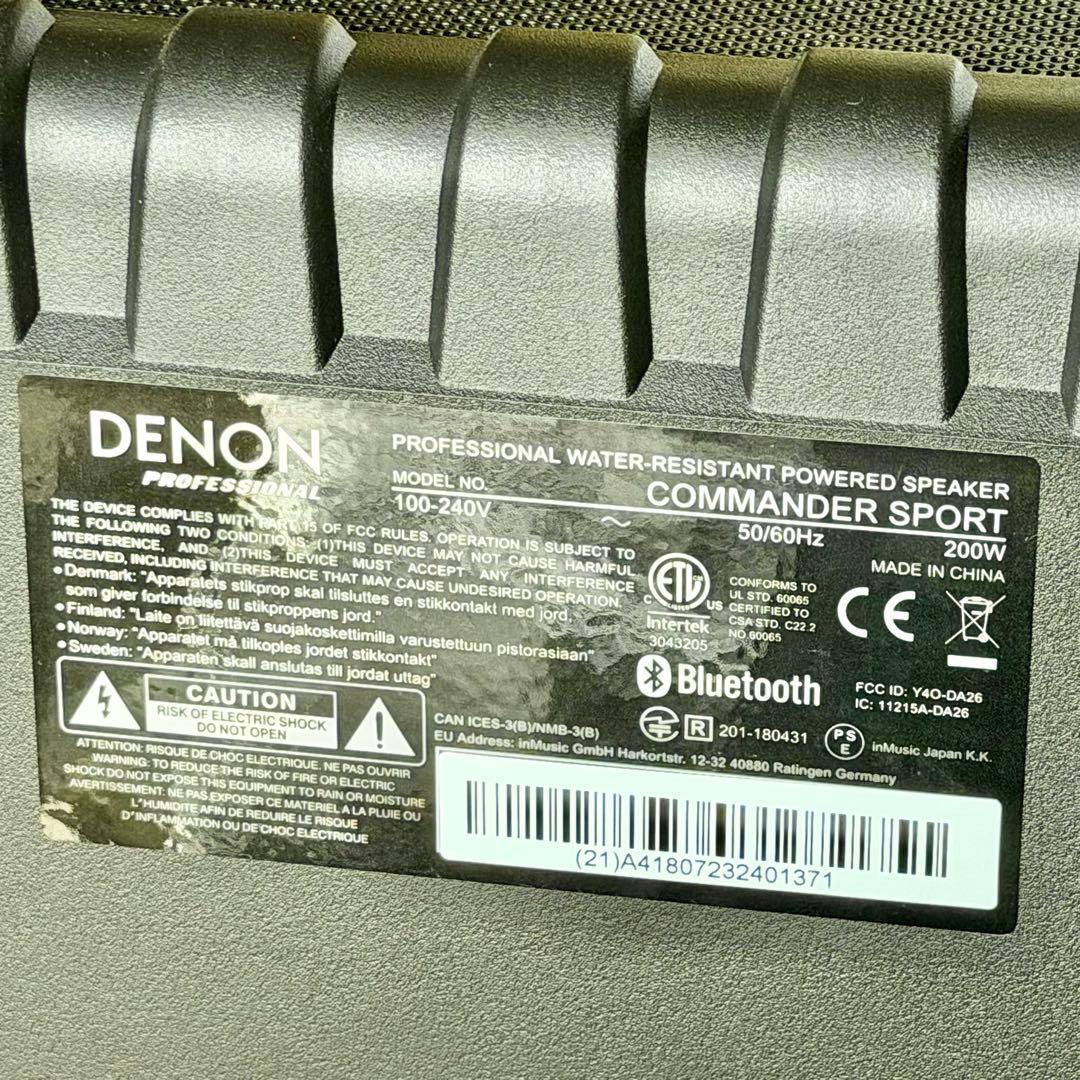 DENON
PROFESSIONAL
PROFESSIONAL WATER-RESISTANT POWERED SPEAKER
MODEL NO. COMMANDER SPORT
100-240V ~ 50/60Hz 200W
MADE IN CHINA
THE DEVICE COMPLIES WITH PART 15 OF FCC RULES. OPERATION IS SUBJECT TO
THE FOLLOWING TWO CONDITIONS: (1)THIS DEVICE MAY NOT CAUSE HARMFUL
INTERFERENCE, AND (2)THIS DEVICE MUST ACCEPT ANY INTERFERENCE
RECEIVED, INCLUDING INTERFERENCE THAT MAY CAUSE UNDESIRED OPERATION.
•Denmark: "Apparatets stikprop skal tilsluttes en stikkontakt med jord,
som giver forbindelse til stikproppens jord."
•Finland: "Laite on liitettävä suojakoskettimilla varustettuun pistorasiaan"
•Norway: "Apparatet må tilkoples jordet stikkontakt"
•Sweden: "Apparaten skall anslutas till jordat uttag"
C ETL US
LISTED
Intertek
3043205
CONFORMS TO
UL STD. 60065
CERTIFIED TO
CSA STD. C22.2
NO.60065
CE
Bluetooth
FCC ID: Y4O-DA26
IC: 11215A-DA26
R 201-180431
PS
E
inMusic Japan K.K.
CAN ICES-3(B)/NMB-3(B)
EU Address: inMusic GmbH Harkortstr. 12-32 40880 Ratingen Germany
CAUTION
RISK OF ELECTRIC SHOCK
DO NOT OPEN
ATTENTION: RISQUE DE CHOC ELECTRIQUE. NE PAS OUVRIR
WARNING: TO REDUCE THE RISK OF FIRE OR ELECTRIC
SHOCK DO NOT EXPOSE THIS EQUIPMENT TO RAIN OR MOISTURE
AVERTISSEMENT: NE PAS EXPOSER CE MATERIEL A LA PLUIE OU
L'HUMIDITE AFIN DE REDUIRE LE RISQUE
D'INFLAMMATION OU DE CHOC ELECTRIQUE
(21)A41807232401371